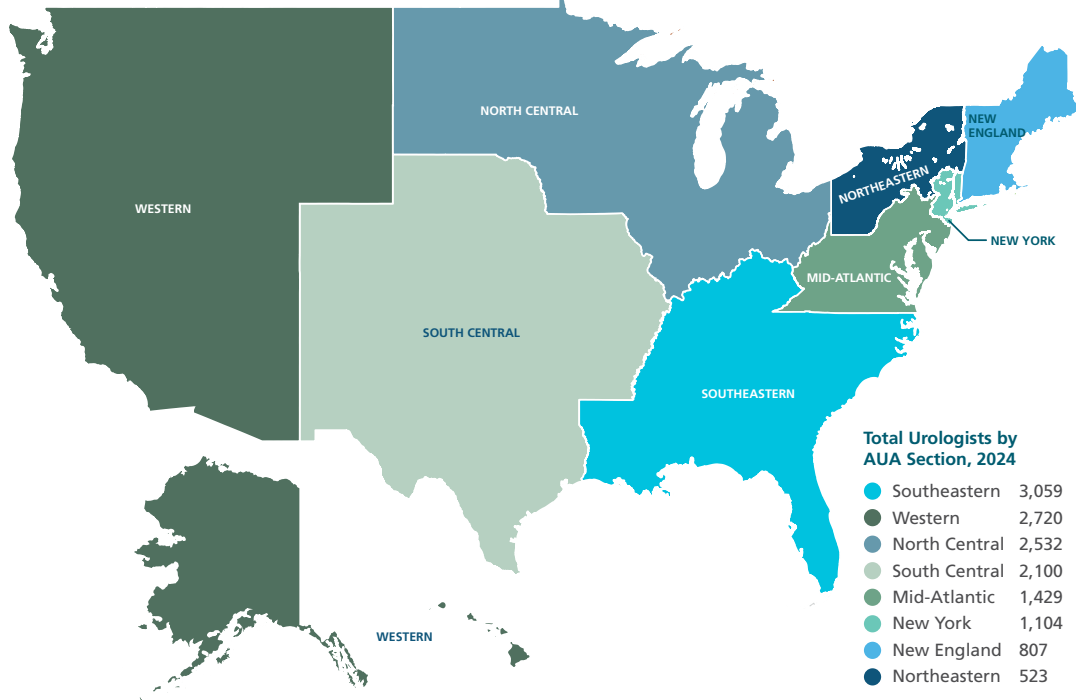 NORTH CENTRAL
NEW
ENGLAND
NORTHEASTERN
WESTERN
NEW YORK
MID-ATLANTIC
SOUTH CENTRAL
SOUTHEASTERN
Total Urologists by
AUA Section, 2024
Southeastern 3,059
Western 2,720
North Central 2,532
South Central 2,100
Mid-Atlantic 1,429
New York 1,104
New England 807
Northeastern 523
WESTERN